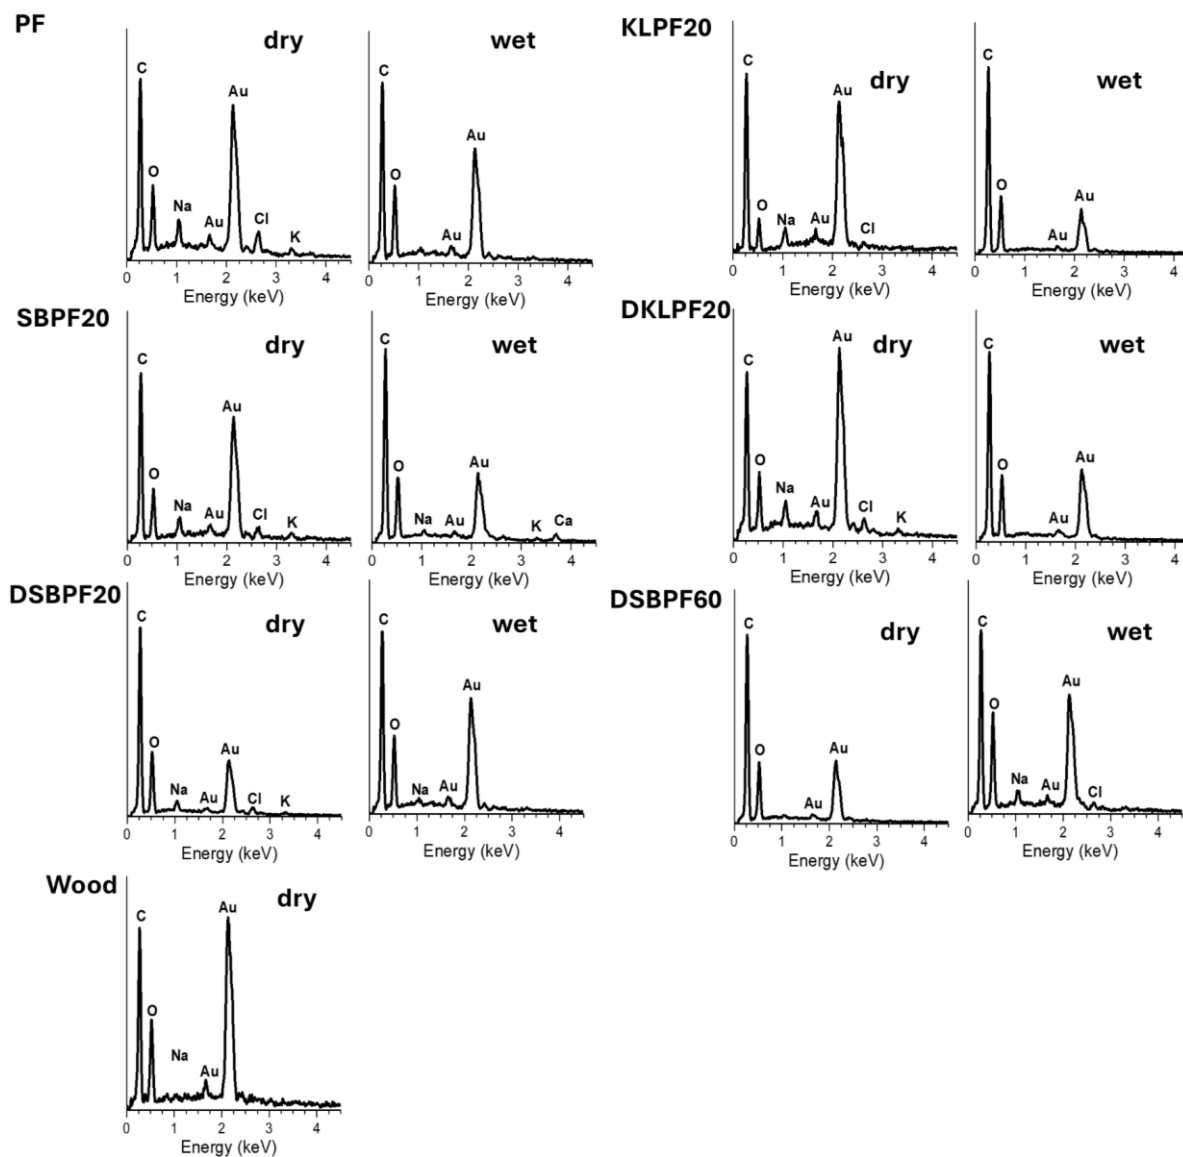 PF
dry
C
O
Na
Au
Au
Cl
K
0 1 2 3 4
Energy (keV)
wet
C
O
Au
Au
0 1 2 3 4
Energy (keV)
KLPF20
dry
C
O
Na
Au
Au
Cl
0 1 2 3 4
Energy (keV)
wet
C
O
Au
Au
0 1 2 3 4
Energy (keV)
SBPF20
dry
C
O
Na
Au
Au
Cl
K
0 1 2 3 4
Energy (keV)
wet
C
O
Na
Au
Au
K
Ca
0 1 2 3 4
Energy (keV)
DKLPF20
dry
C
O
Na
Au
Au
Cl
K
0 1 2 3 4
Energy (keV)
wet
C
O
Au
Au
0 1 2 3 4
Energy (keV)
DSBPF20
dry
C
O
Na
Au
Au
Cl
K
0 1 2 3 4
Energy (keV)
wet
C
O
Na
Au
Au
0 1 2 3 4
Energy (keV)
DSBPF60
dry
C
O
Au
Au
0 1 2 3 4
Energy (keV)
wet
C
O
Na
Au
Au
Cl
0 1 2 3 4
Energy (keV)
Wood
dry
C
O
Na
Au
Au
0 1 2 3 4
Energy (keV)